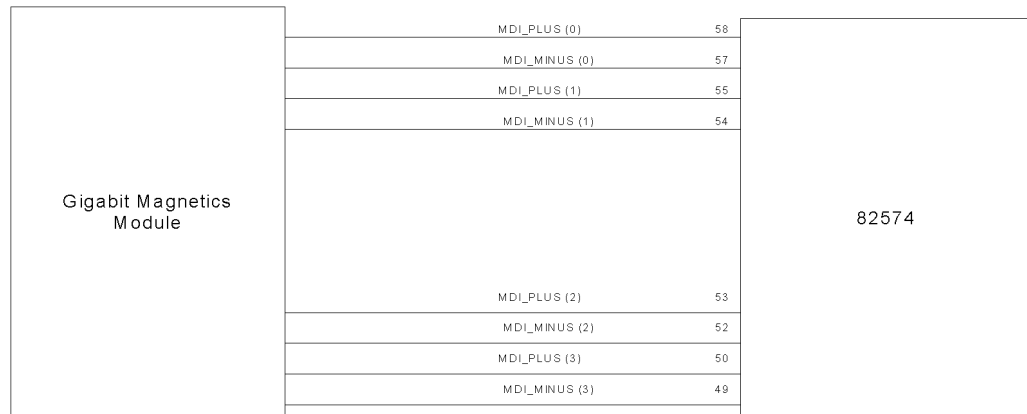 MDI_PLUS (0) 58
MDI_MINUS (0) 57
MDI_PLUS (1) 55
MDI_MINUS (1) 54
Gigabit Magnetics
Module
82574
MDI_PLUS (2) 53
MDI_MINUS (2) 52
MDI_PLUS (3) 50
MDI_MINUS (3) 49